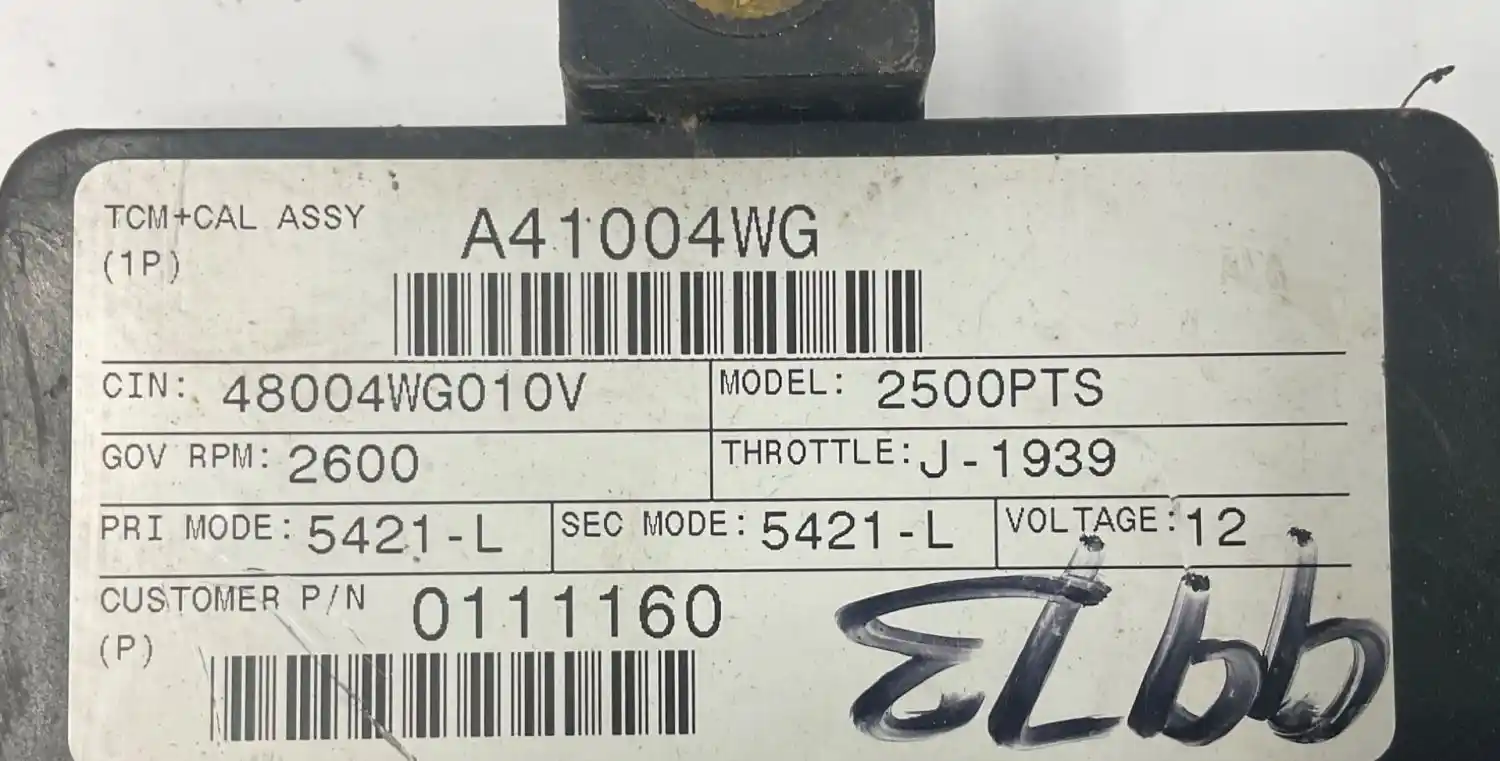 TCM+CAL ASSY
(1P)
A41004WG
CIN: 48004WG010V
MODEL: 2500PTS
GOV RPM: 2600
THROTTLE: J-1939
PRI MODE: 5421-L
SEC MODE: 5421-L
VOLTAGE: 12
CUSTOMER P/N
(P)
0111160
9973